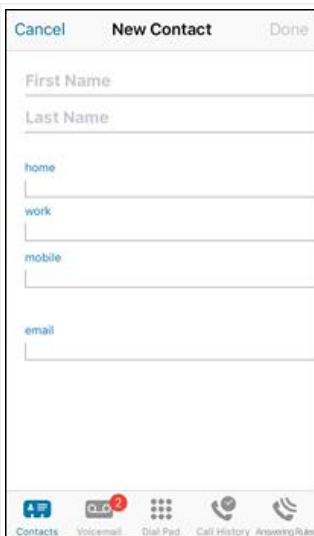 Cancel New Contact Done
First Name
Last Name
home
work
mobile
email
2
Contacts Voicemail Dial Pad Call History Answering Rules